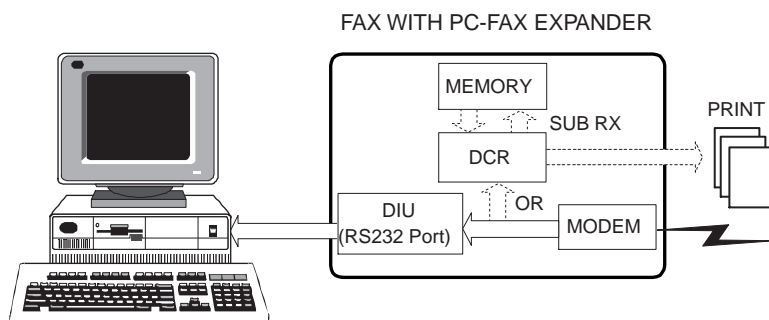 FAX WITH PC-FAX EXPANDER
MEMORY
SUB RX
PRINT
DCR
OR
DIU
(RS232 Port)
MODEM